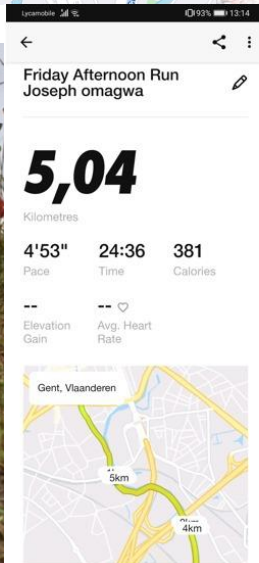 Lycamobile
93% 13:14
Friday Afternoon Run
Joseph omagwa
5,04
Kilometres
4'53" 24:36 381
Pace Time Calories
-- --
Elevation Avg. Heart
Gain Rate
Gent, Vlaanderen
5km
4km